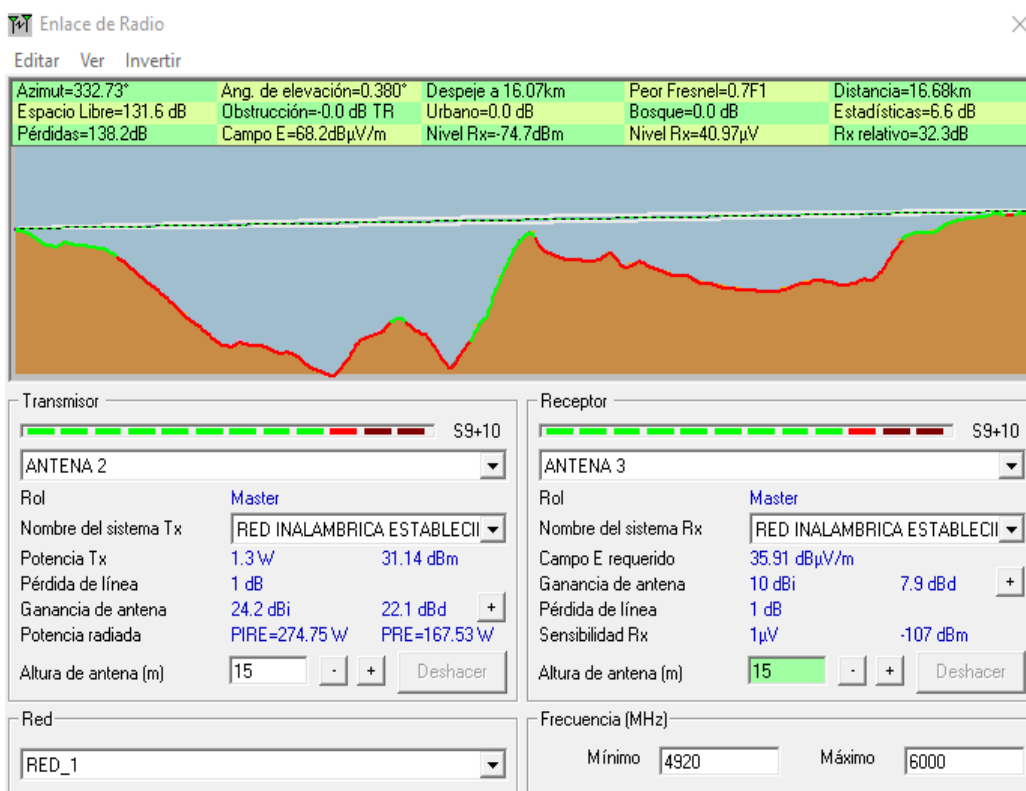 Enlace de Radio
Editar Ver Invertir
Azimut=332.73° Ang. de elevación=0.380° Despeje a 16.07km Peor Fresnel=0.7F1 Distancia=16.68km
Espacio Libre=131.6 dB Obstrucción=-0.0 dB TR Urbano=0.0 dB Bosque=0.0 dB Estadísticas=6.6 dB
Pérdidas=138.2dB Campo E=68.2dBµV/m Nivel Rx=-74.7dBm Nivel Rx=40.97µV Rx relativo=32.3dB
Transmisor
S9+10
ANTENA 2
Rol Master
Nombre del sistema Tx RED INALAMBRICA ESTABLECII
Potencia Tx 1.3 W 31.14 dBm
Pérdida de línea 1 dB
Ganancia de antena 24.2 dBi 22.1 dBd +
Potencia radiada PIRE=274.75 W PRE=167.53 W
Altura de antena (m) 15 - + Deshacer
Red
RED_1
Receptor
S9+10
ANTENA 3
Rol Master
Nombre del sistema Rx RED INALAMBRICA ESTABLECII
Campo E requerido 35.91 dBµV/m
Ganancia de antena 10 dBi 7.9 dBd +
Pérdida de línea 1 dB
Sensibilidad Rx 1µV -107 dBm
Altura de antena (m) 15 - + Deshacer
Frecuencia (MHz)
Mínimo 4920 Máximo 6000